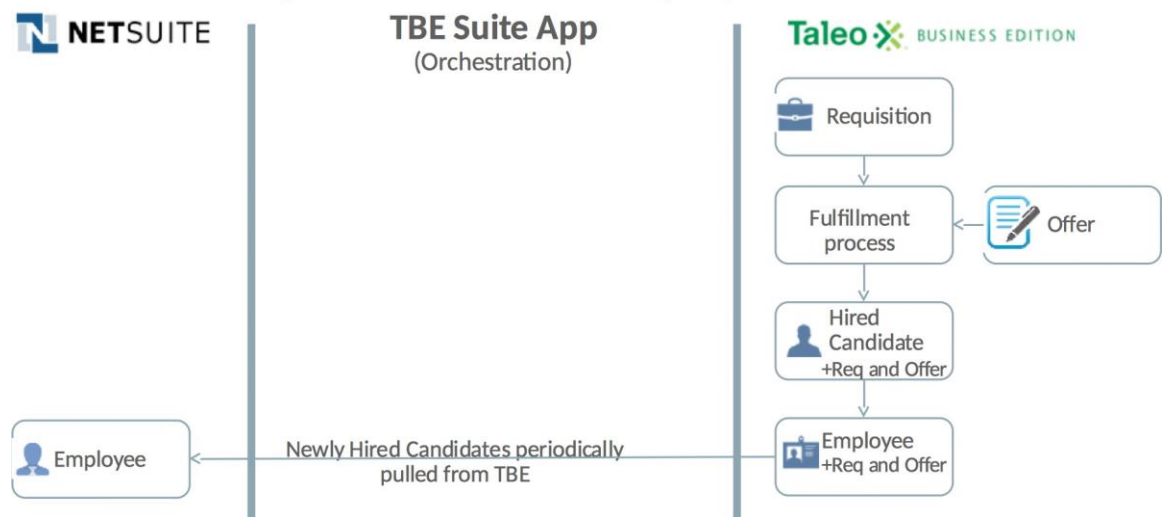 NETSUITE
TBE Suite App
(Orchestration)
Taleo BUSINESS EDITION
Requisition
Fulfillment
process
Offer
Hired
Candidate
+Req and Offer
Employee
+Req and Offer
Newly Hired Candidates periodically
pulled from TBE
Employee